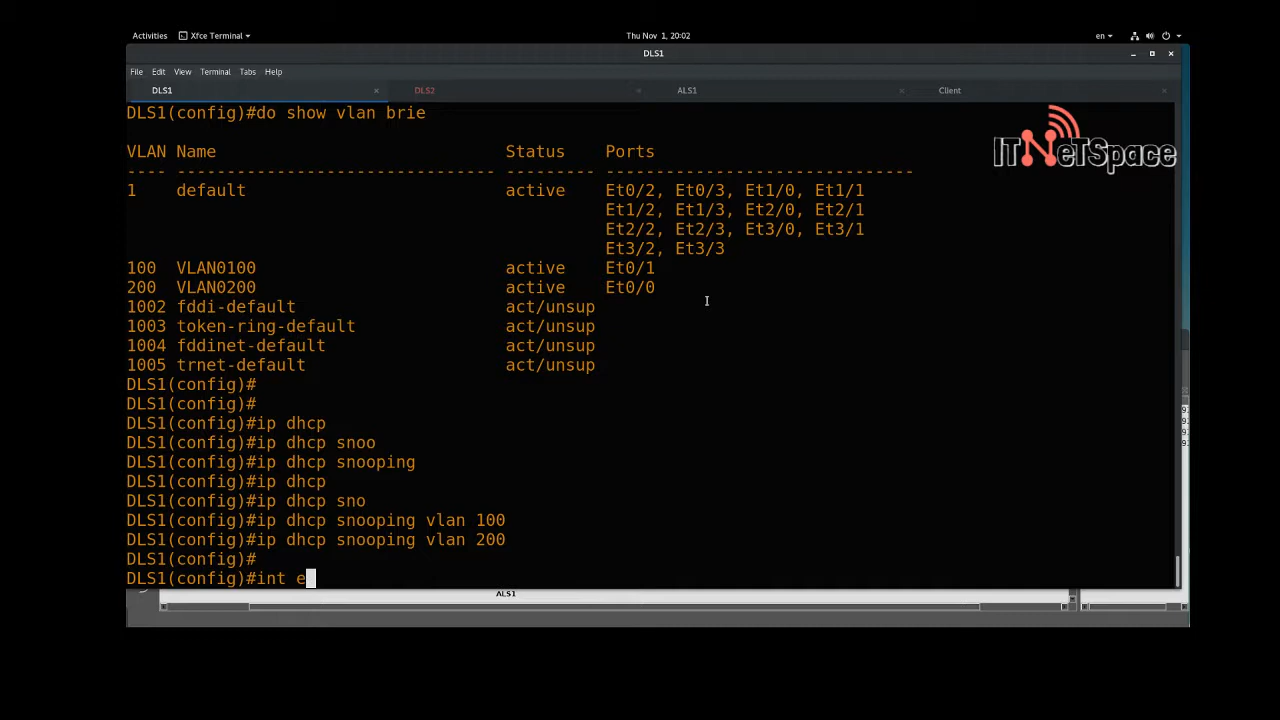 Activities Xfce Terminal Thu Nov 1, 20:02 en
DLS1
File Edit View Terminal Tabs Help
DLS1 DLS2 ALS1 Client
DLS1(config)#do show vlan brie
ITNeTSpace
VLAN Name Status Ports
---- -------------------------------- --------- -------------------------------
1 default active Et0/2, Et0/3, Et1/0, Et1/1
Et1/2, Et1/3, Et2/0, Et2/1
Et2/2, Et2/3, Et3/0, Et3/1
Et3/2, Et3/3
100 VLAN0100 active Et0/1
200 VLAN0200 active Et0/0
1002 fddi-default act/unsup
1003 token-ring-default act/unsup
1004 fddinet-default act/unsup
1005 trnet-default act/unsup
DLS1(config)#
DLS1(config)#
DLS1(config)#ip dhcp
DLS1(config)#ip dhcp snoo
DLS1(config)#ip dhcp snooping
DLS1(config)#ip dhcp
DLS1(config)#ip dhcp sno
DLS1(config)#ip dhcp snooping vlan 100
DLS1(config)#ip dhcp snooping vlan 200
DLS1(config)#
DLS1(config)#int e
ALS1